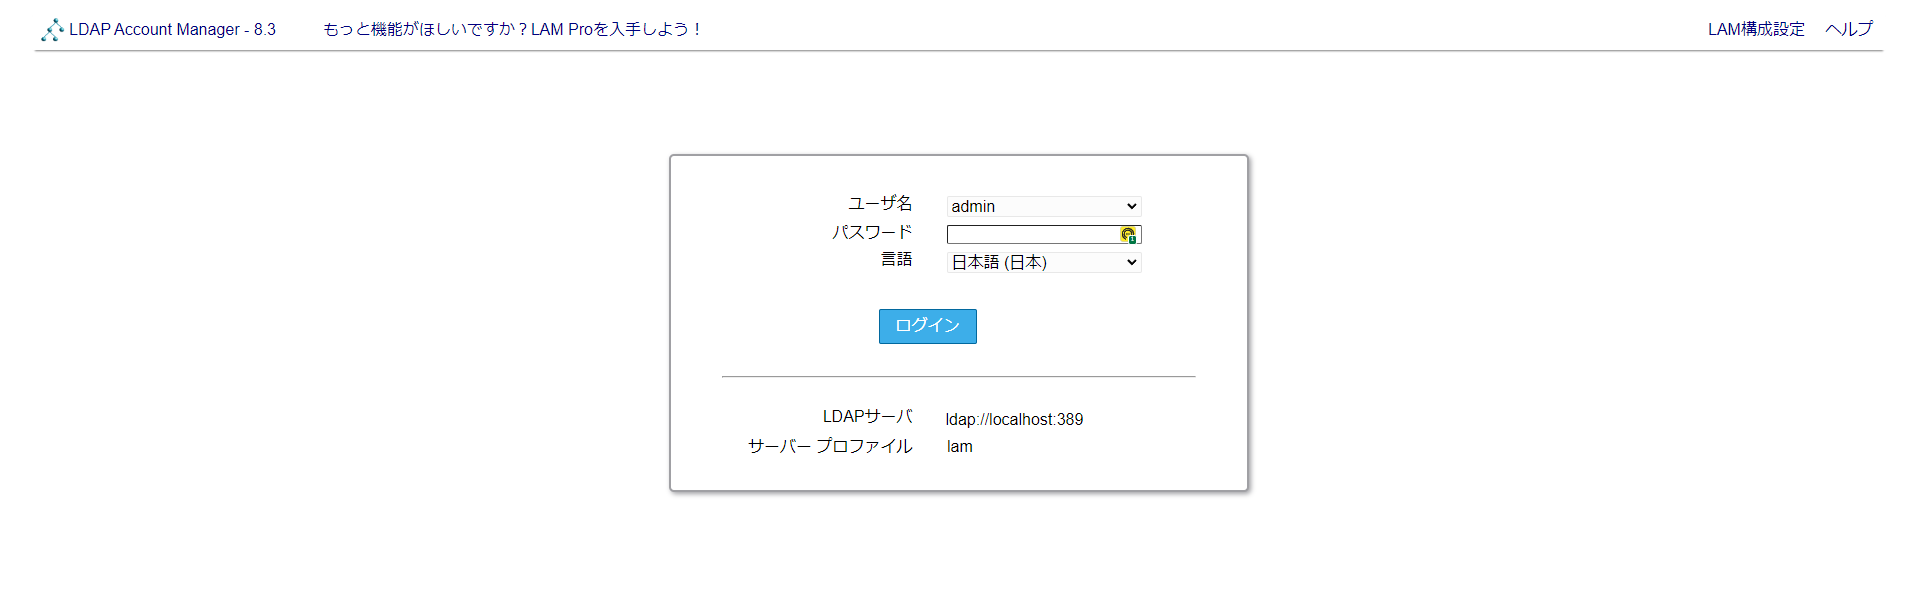 LDAP Account Manager - 8.3 もっと機能がほしいですか？LAM Proを入手しよう！ LAM構成設定 ヘルプ
ユーザ名 admin
パスワード
言語 日本語 (日本)
ログイン
LDAPサーバ ldap://localhost:389
サーバー プロファイル lam